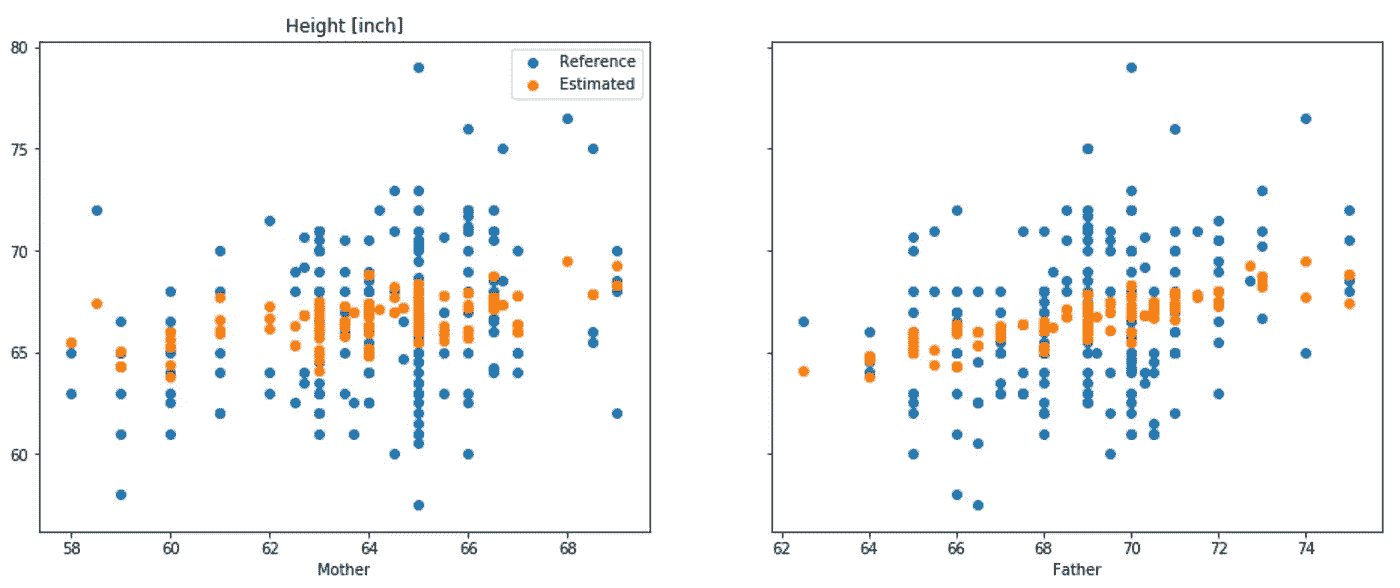 Height [inch]
Reference
Estimated
80
75
70
65
60
58 60 62 64 66 68
Mother
62 64 66 68 70 72 74
Father